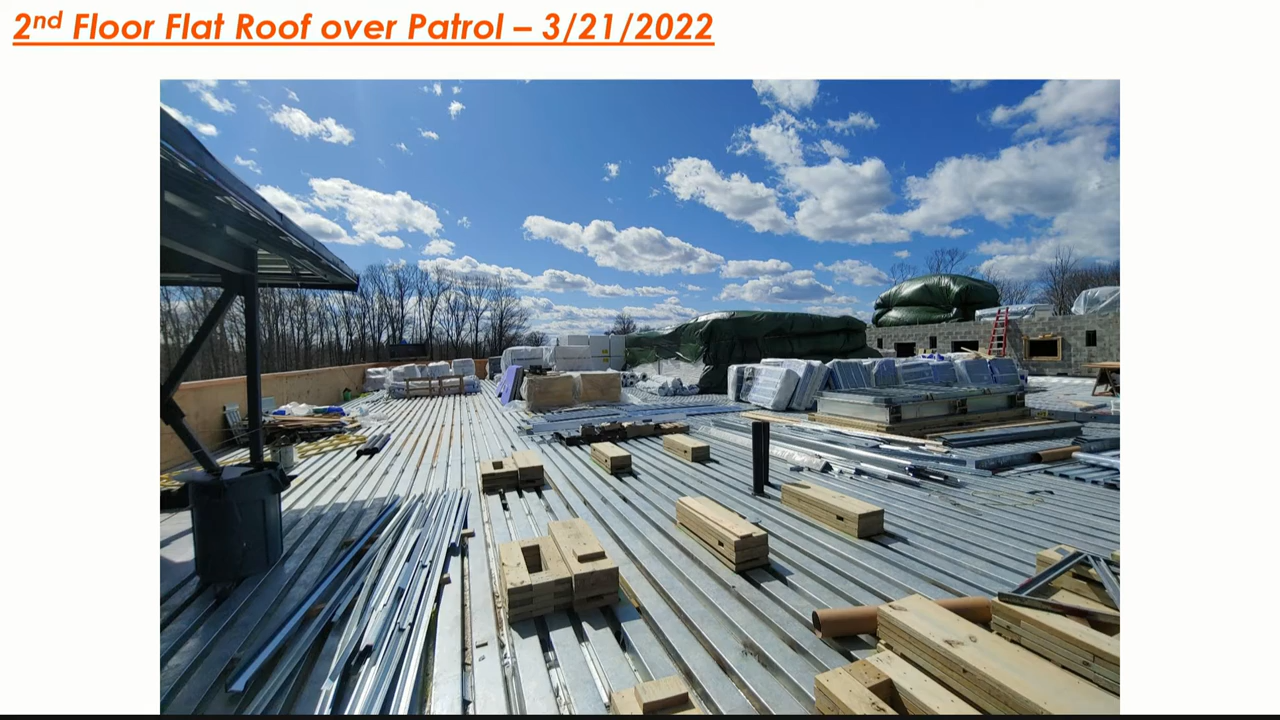 2nd Floor Flat Roof over Patrol – 3/21/2022